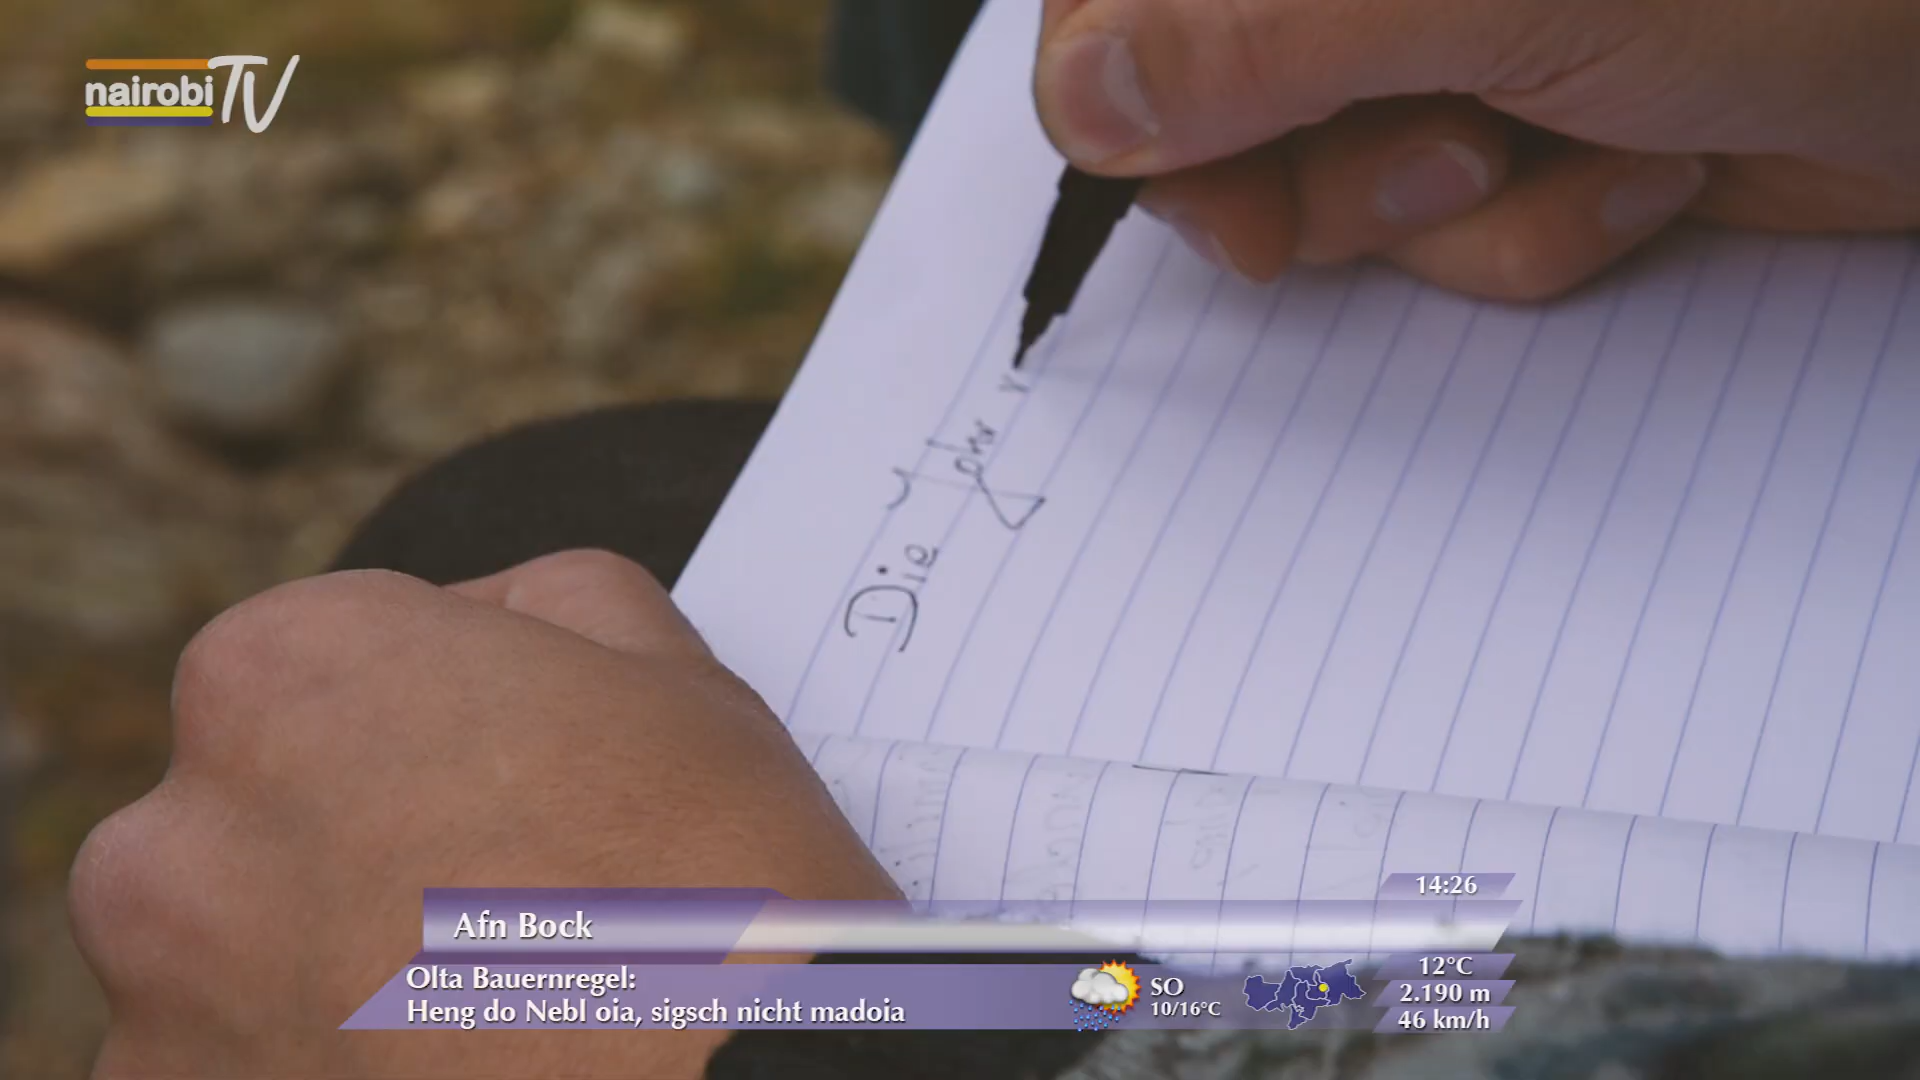 nairobi TV
Die
14:26
Afn Bock
Olta Bauernregel:
Heng do Nebl oia, sigsch nicht madoia
SO
10/16°C
12°C
2.190 m
46 km/h